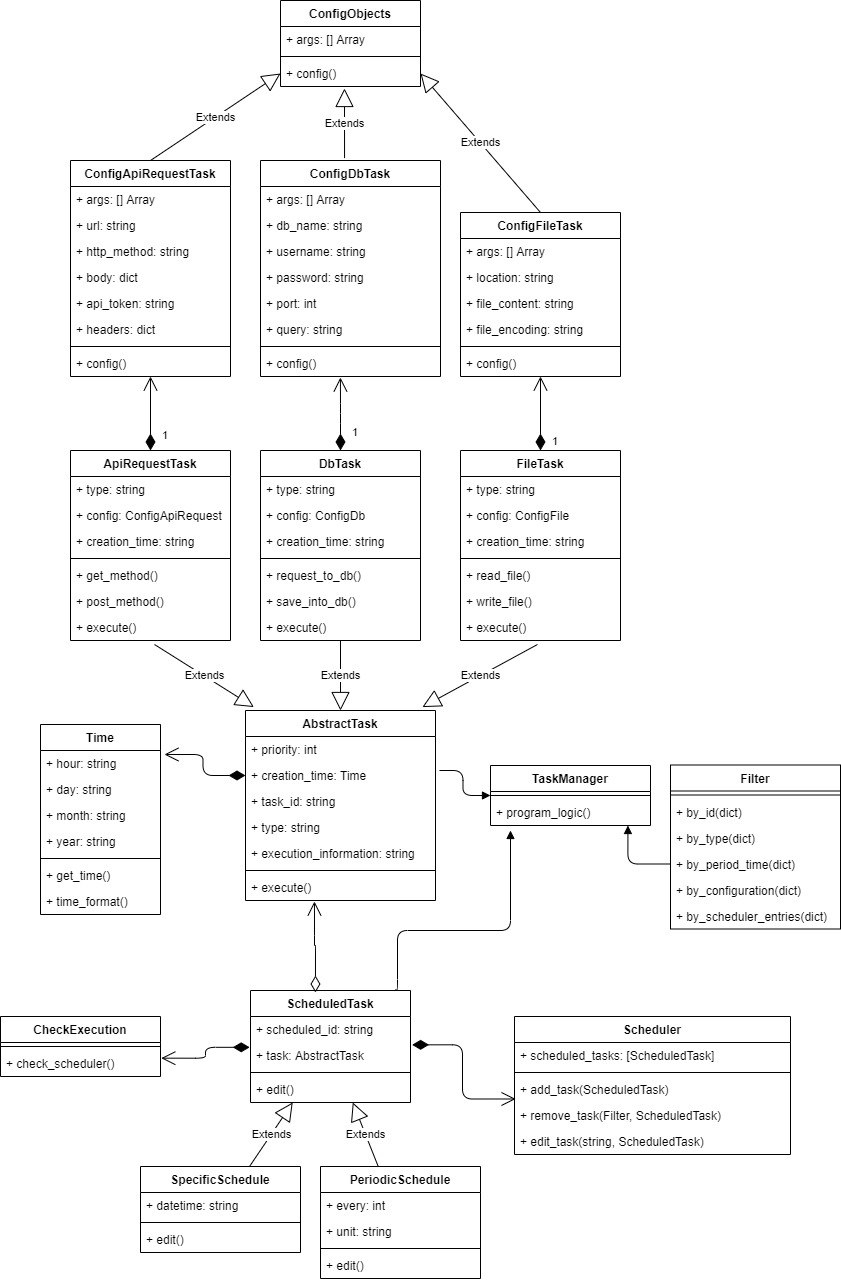 ConfigObjects
+ args: [] Array
+ config()
Extends
Extends
Extends
ConfigApiRequestTask
+ args: [] Array
+ url: string
+ http_method: string
+ body: dict
+ api_token: string
+ headers: dict
+ config()
ConfigDbTask
+ args: [] Array
+ db_name: string
+ username: string
+ password: string
+ port: int
+ query: string
+ config()
ConfigFileTask
+ args: [] Array
+ location: string
+ file_content: string
+ file_encoding: string
+ config()
1
1
1
ApiRequestTask
+ type: string
+ config: ConfigApiRequest
+ creation_time: string
+ get_method()
+ post_method()
+ execute()
DbTask
+ type: string
+ config: ConfigDb
+ creation_time: string
+ request_to_db()
+ save_into_db()
+ execute()
FileTask
+ type: string
+ config: ConfigFile
+ creation_time: string
+ read_file()
+ write_file()
+ execute()
Extends
Extends
Extends
Time
+ hour: string
+ day: string
+ month: string
+ year: string
+ get_time()
+ time_format()
AbstractTask
+ priority: int
+ creation_time: Time
+ task_id: string
+ type: string
+ execution_information: string
+ execute()
TaskManager
+ program_logic()
Filter
+ by_id(dict)
+ by_type(dict)
+ by_period_time(dict)
+ by_configuration(dict)
+ by_scheduler_entries(dict)
CheckExecution
+ check_scheduler()
ScheduledTask
+ scheduled_id: string
+ task: AbstractTask
+ edit()
Scheduler
+ scheduled_tasks: [ScheduledTask]
+ add_task(ScheduledTask)
+ remove_task(Filter, ScheduledTask)
+ edit_task(string, ScheduledTask)
Extends
Extends
SpecificSchedule
+ datetime: string
+ edit()
PeriodicSchedule
+ every: int
+ unit: string
+ edit()